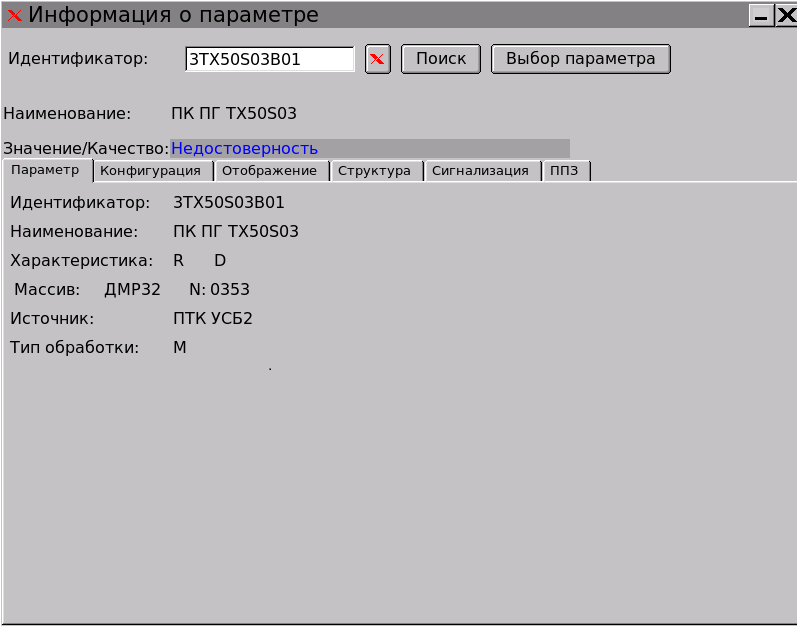 Информация о параметре
Идентификатор: 3TX50S03B01 Поиск Выбор параметра
Наименование: ПК ПГ TX50S03
Значение/Качество: Недостоверность
Параметр Конфигурация Отображение Структура Сигнализация ППЗ
Идентификатор: 3TX50S03B01
Наименование: ПК ПГ TX50S03
Характеристика: R D
Массив: ДМР32 N: 0353
Источник: ПТК УСБ2
Тип обработки: М
.